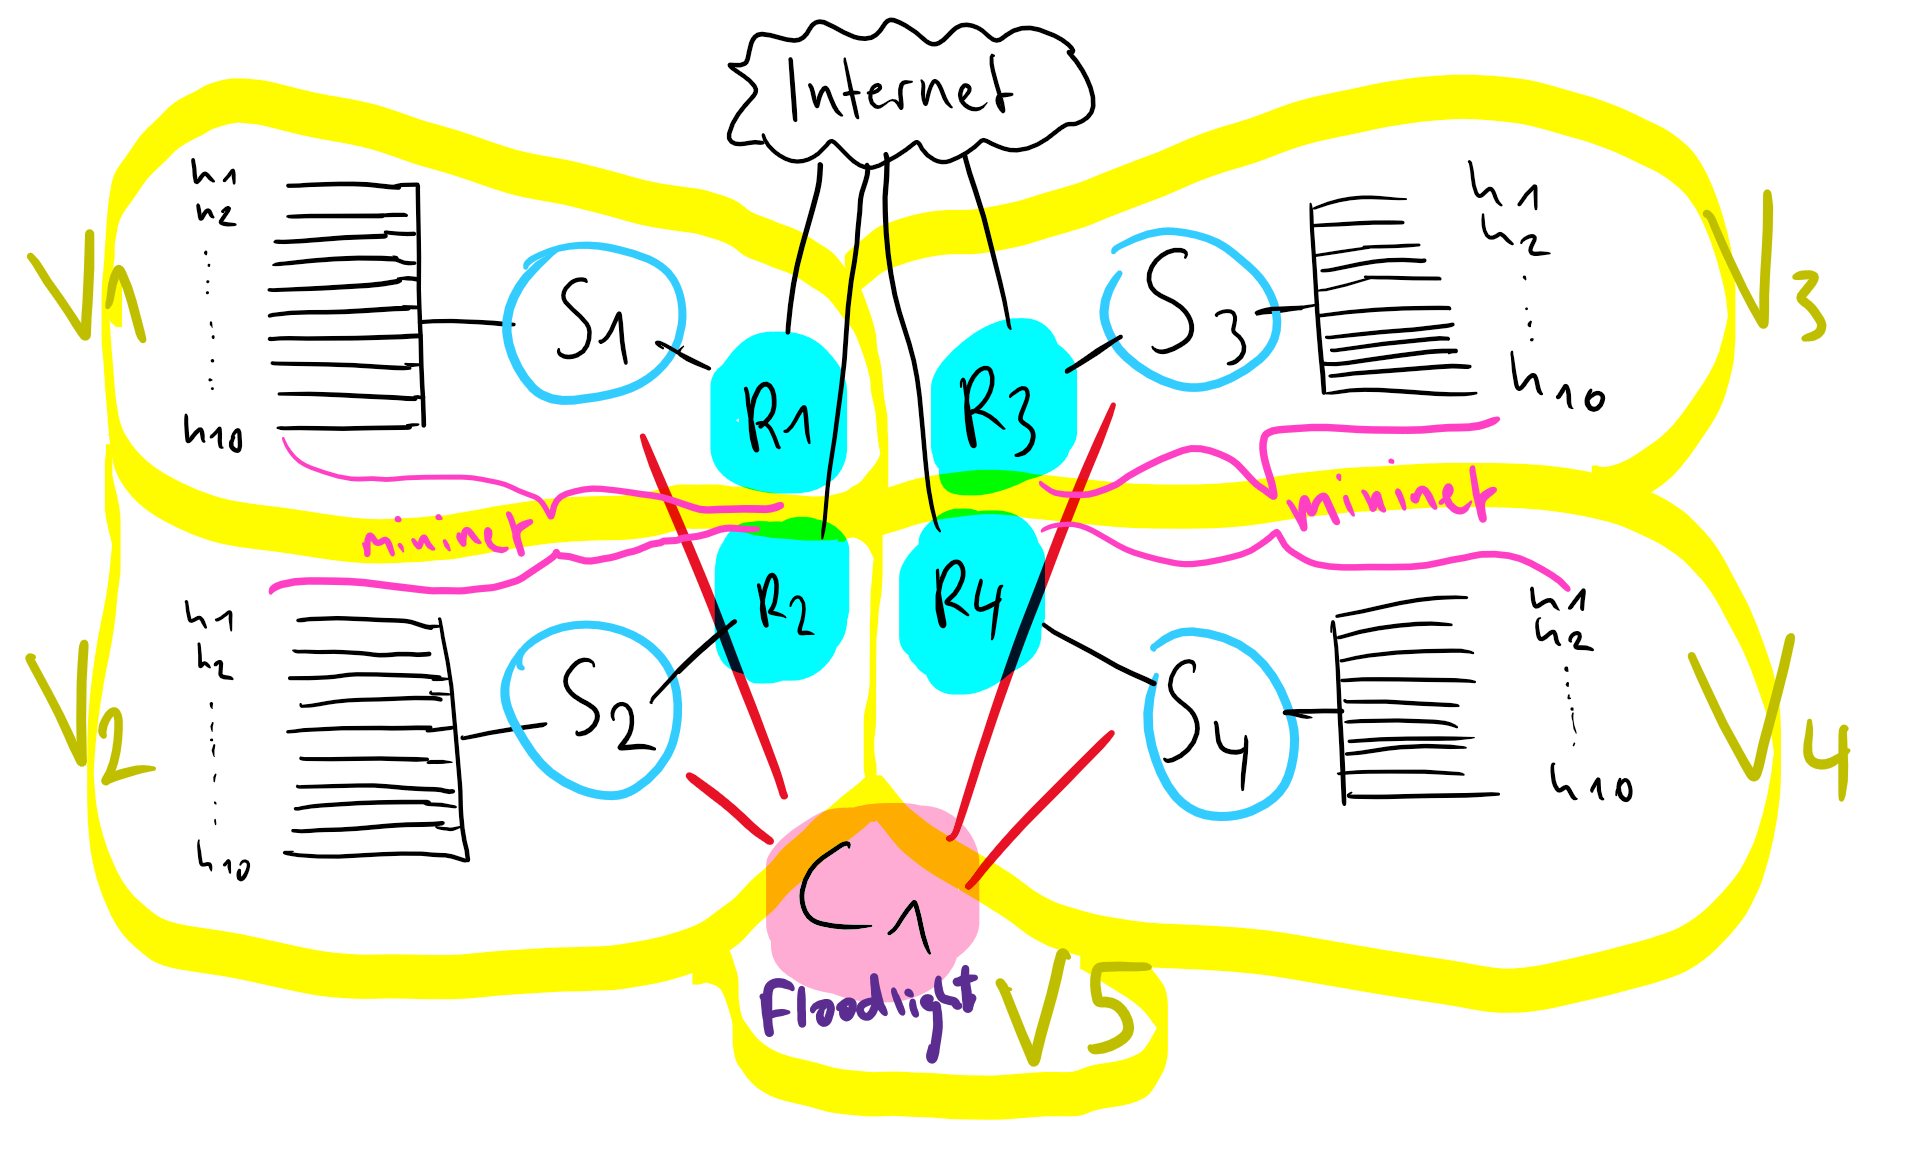 Internet
V1
h1
h2
h10
S1
R1
R3
S3
h1
h2
h10
V3
mininet
mininet
V2
h1
h2
h10
S2
R2
R4
S4
h1
h2
h10
V4
C1
Floodlight
V5